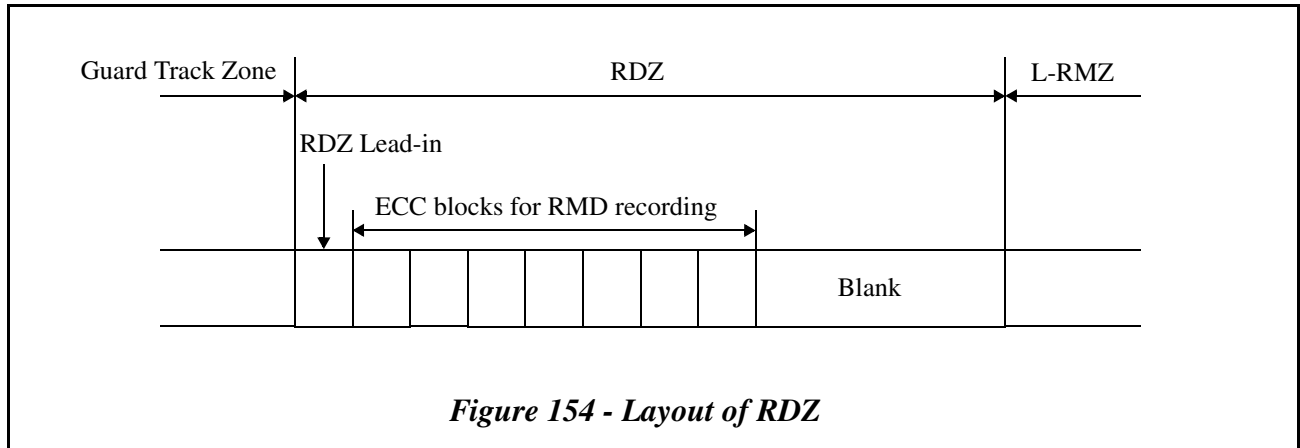 Guard Track Zone
RDZ
L-RMZ
RDZ Lead-in
ECC blocks for RMD recording
Blank
Figure 154 - Layout of RDZ